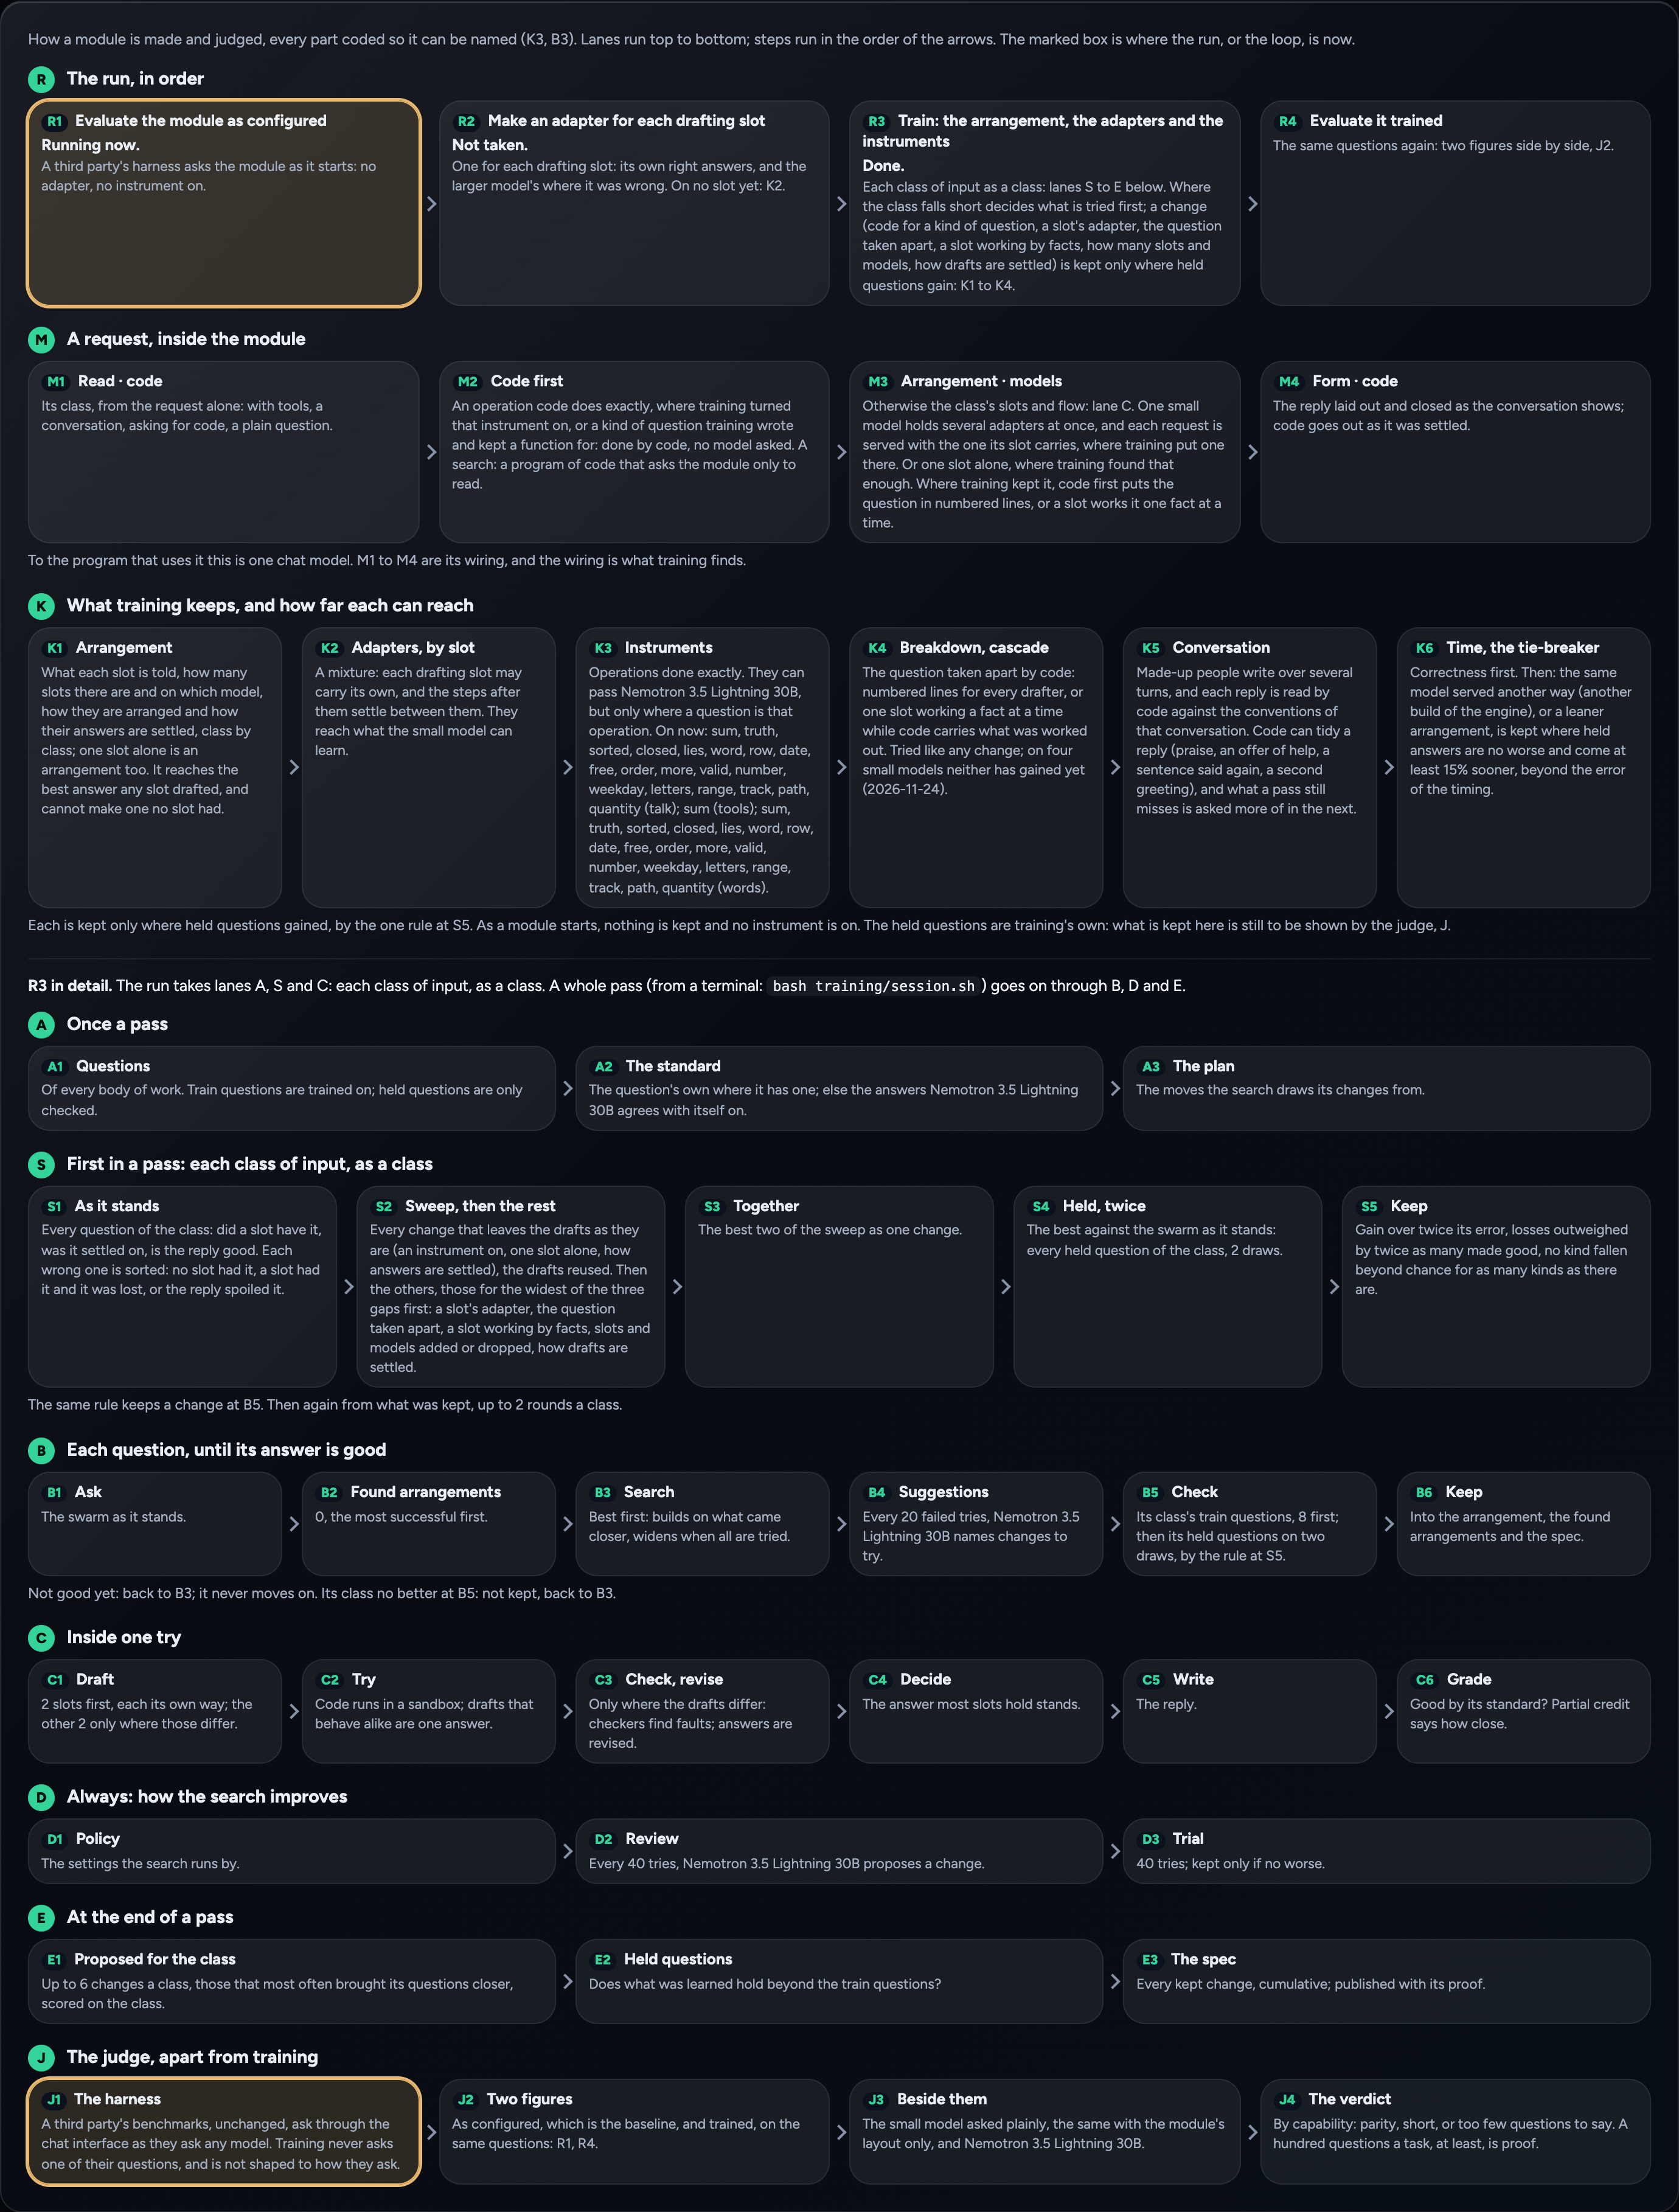 How a module is made and judged, every part coded so it can be named (K3, B3). Lanes run top to bottom; steps run in the order of the arrows. The marked box is where the run, or the loop, is now.
R The run, in order
R1 Evaluate the module as configured
Running now.
A third party's harness asks the module as it starts: no
adapter, no instrument on.
R2 Make an adapter for each drafting slot
Not taken.
One for each drafting slot: its own right answers, and the
larger model's where it was wrong. On no slot yet: K2.
R3 Train: the arrangement, the adapters and the
instruments
Done.
Each class of input as a class: lanes S to E below. Where
the class falls short decides what is tried first; a change
(code for a kind of question, a slot's adapter, the question
taken apart, a slot working by facts, how many slots and
models, how drafts are settled) is kept only where held
questions gain: K1 to K4.
R4 Evaluate it trained
The same questions again: two figures side by side, J2.
M A request, inside the module
M1 Read · code
Its class, from the request alone: with tools, a
conversation, asking for code, a plain question.
M2 Code first
An operation code does exactly, where training turned
that instrument on, or a kind of question training wrote
and kept a function for: done by code, no model asked. A
search: a program of code that asks the module only to
read.
M3 Arrangement · models
Otherwise the class's slots and flow: lane C. One small
model holds several adapters at once, and each request is
served with the one its slot carries, where training put one
there. Or one slot alone, where training found that
enough. Where training kept it, code first puts the
question in numbered lines, or a slot works it one fact at a
time.
M4 Form · code
The reply laid out and closed as the conversation shows;
code goes out as it was settled.
To the program that uses it this is one chat model. M1 to M4 are its wiring, and the wiring is what training finds.
K What training keeps, and how far each can reach
K1 Arrangement
What each slot is told, how many
slots there are and on which model,
how they are arranged and how
their answers are settled, class by
class; one slot alone is an
arrangement too. It reaches the
best answer any slot drafted, and
cannot make one no slot had.
K2 Adapters, by slot
A mixture: each drafting slot may
carry its own, and the steps after
them settle between them. They
reach what the small model can
learn.
K3 Instruments
Operations done exactly. They can
pass Nemotron 3.5 Lightning 30B,
but only where a question is that
operation. On now: sum, truth,
sorted, closed, lies, word, row, date,
free, order, more, valid, number,
weekday, letters, range, track, path,
quantity (talk); sum (tools); sum,
truth, sorted, closed, lies, word, row,
date, free, order, more, valid,
number, weekday, letters, range,
track, path, quantity (words).
K4 Breakdown, cascade
The question taken apart by code:
numbered lines for every drafter, or
one slot working a fact at a time
while code carries what was worked
out. Tried like any change; on four
small models neither has gained yet
(2026-11-24).
K5 Conversation
Made-up people write over several
turns, and each reply is read by
code against the conventions of
that conversation. Code can tidy a
reply (praise, an offer of help, a
sentence said again, a second
greeting), and what a pass still
misses is asked more of in the next.
K6 Time, the tie-breaker
Correctness first. Then: the same
model served another way (another
build of the engine), or a leaner
arrangement, is kept where held
answers are no worse and come at
least 15% sooner, beyond the error
of the timing.
Each is kept only where held questions gained, by the one rule at S5. As a module starts, nothing is kept and no instrument is on. The held questions are training's own: what is kept here is still to be shown by the judge, J.
R3 in detail. The run takes lanes A, S and C: each class of input, as a class. A whole pass (from a terminal: bash training/session.sh) goes on through B, D and E.
A Once a pass
A1 Questions
Of every body of work. Train questions are trained on; held questions are only
checked.
A2 The standard
The question's own where it has one; else the answers Nemotron 3.5 Lightning
30B agrees with itself on.
A3 The plan
The moves the search draws its changes from.
S First in a pass: each class of input, as a class
S1 As it stands
Every question of the class: did a slot have it,
was it settled on, is the reply good. Each
wrong one is sorted: no slot had it, a slot had
it and it was lost, or the reply spoiled it.
S2 Sweep, then the rest
Every change that leaves the drafts as they
are (an instrument on, one slot alone, how
answers are settled), the drafts reused. Then
the others, those for the widest of the three
gaps first: a slot's adapter, the question
taken apart, a slot working by facts, slots and
models added or dropped, how drafts are
settled.
S3 Together
The best two of the sweep as one change.
S4 Held, twice
The best against the swarm as it stands:
every held question of the class, 2 draws.
S5 Keep
Gain over twice its error, losses outweighed
by twice as many made good, no kind fallen
beyond chance for as many kinds as there
are.
The same rule keeps a change at B5. Then again from what was kept, up to 2 rounds a class.
B Each question, until its answer is good
B1 Ask
The swarm as it stands.
B2 Found arrangements
0, the most successful first.
B3 Search
Best first: builds on what came
closer, widens when all are tried.
B4 Suggestions
Every 20 failed tries, Nemotron 3.5
Lightning 30B names changes to
try.
B5 Check
Its class's train questions, 8 first;
then its held questions on two
draws, by the rule at S5.
B6 Keep
Into the arrangement, the found
arrangements and the spec.
Not good yet: back to B3; it never moves on. Its class no better at B5: not kept, back to B3.
C Inside one try
C1 Draft
2 slots first, each its own way; the
other 2 only where those differ.
C2 Try
Code runs in a sandbox; drafts that
behave alike are one answer.
C3 Check, revise
Only where the drafts differ:
checkers find faults; answers are
revised.
C4 Decide
The answer most slots hold stands.
C5 Write
The reply.
C6 Grade
Good by its standard? Partial credit
says how close.
D Always: how the search improves
D1 Policy
The settings the search runs by.
D2 Review
Every 40 tries, Nemotron 3.5 Lightning 30B proposes a change.
D3 Trial
40 tries; kept only if no worse.
E At the end of a pass
E1 Proposed for the class
Up to 6 changes a class, those that most often brought its questions closer,
scored on the class.
E2 Held questions
Does what was learned hold beyond the train questions?
E3 The spec
Every kept change, cumulative; published with its proof.
J The judge, apart from training
J1 The harness
A third party's benchmarks, unchanged, ask through the
chat interface as they ask any model. Training never asks
one of their questions, and is not shaped to how they ask.
J2 Two figures
As configured, which is the baseline, and trained, on the
same questions: R1, R4.
J3 Beside them
The small model asked plainly, the same with the module's
layout only, and Nemotron 3.5 Lightning 30B.
J4 The verdict
By capability: parity, short, or too few questions to say. A
hundred questions a task, at least, is proof.